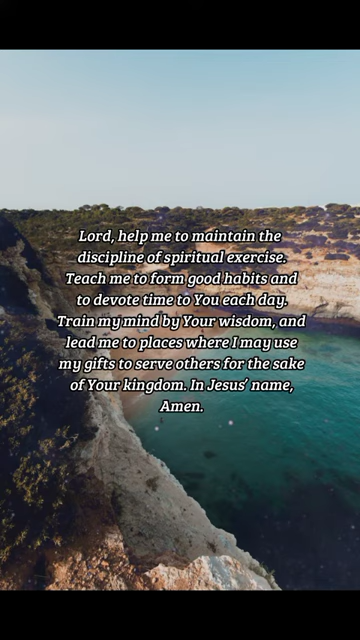 Lord, help me to maintain the
discipline of spiritual exercise.
Teach me to form good habits and
to devote time to You each day.
Train my mind by Your wisdom, and
lead me to places where I may use
my gifts to serve others for the sake
of Your kingdom. In Jesus’ name,
Amen.